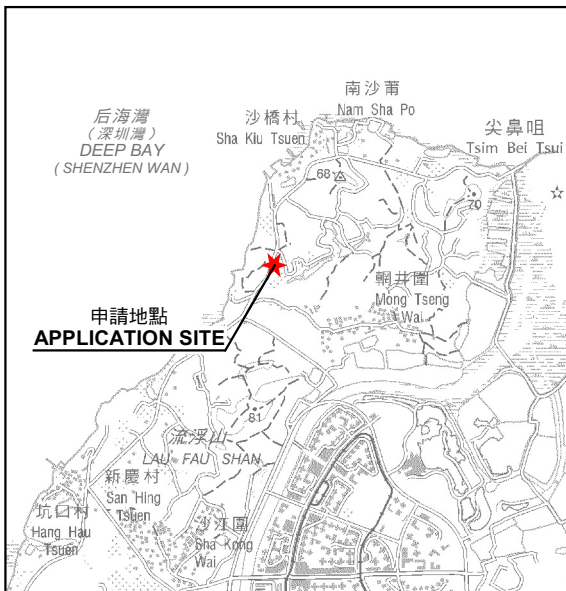 南沙莆
Nam Sha Po
后海灣
(深圳灣)
DEEP BAY
( SHENZHEN WAN )
沙橋村
Sha Kiu Tsuen
尖鼻咀
Tsim Bei Tsui
68
70
輞井圍
Mong Tseng
Wai
申請地點
APPLICATION SITE
81
流浮山
LAU FAU SHAN
新慶村
San Hing
Tsuen
坑口村
Hang Hau
Tsuen
沙江圍
Sha Kong
Wai